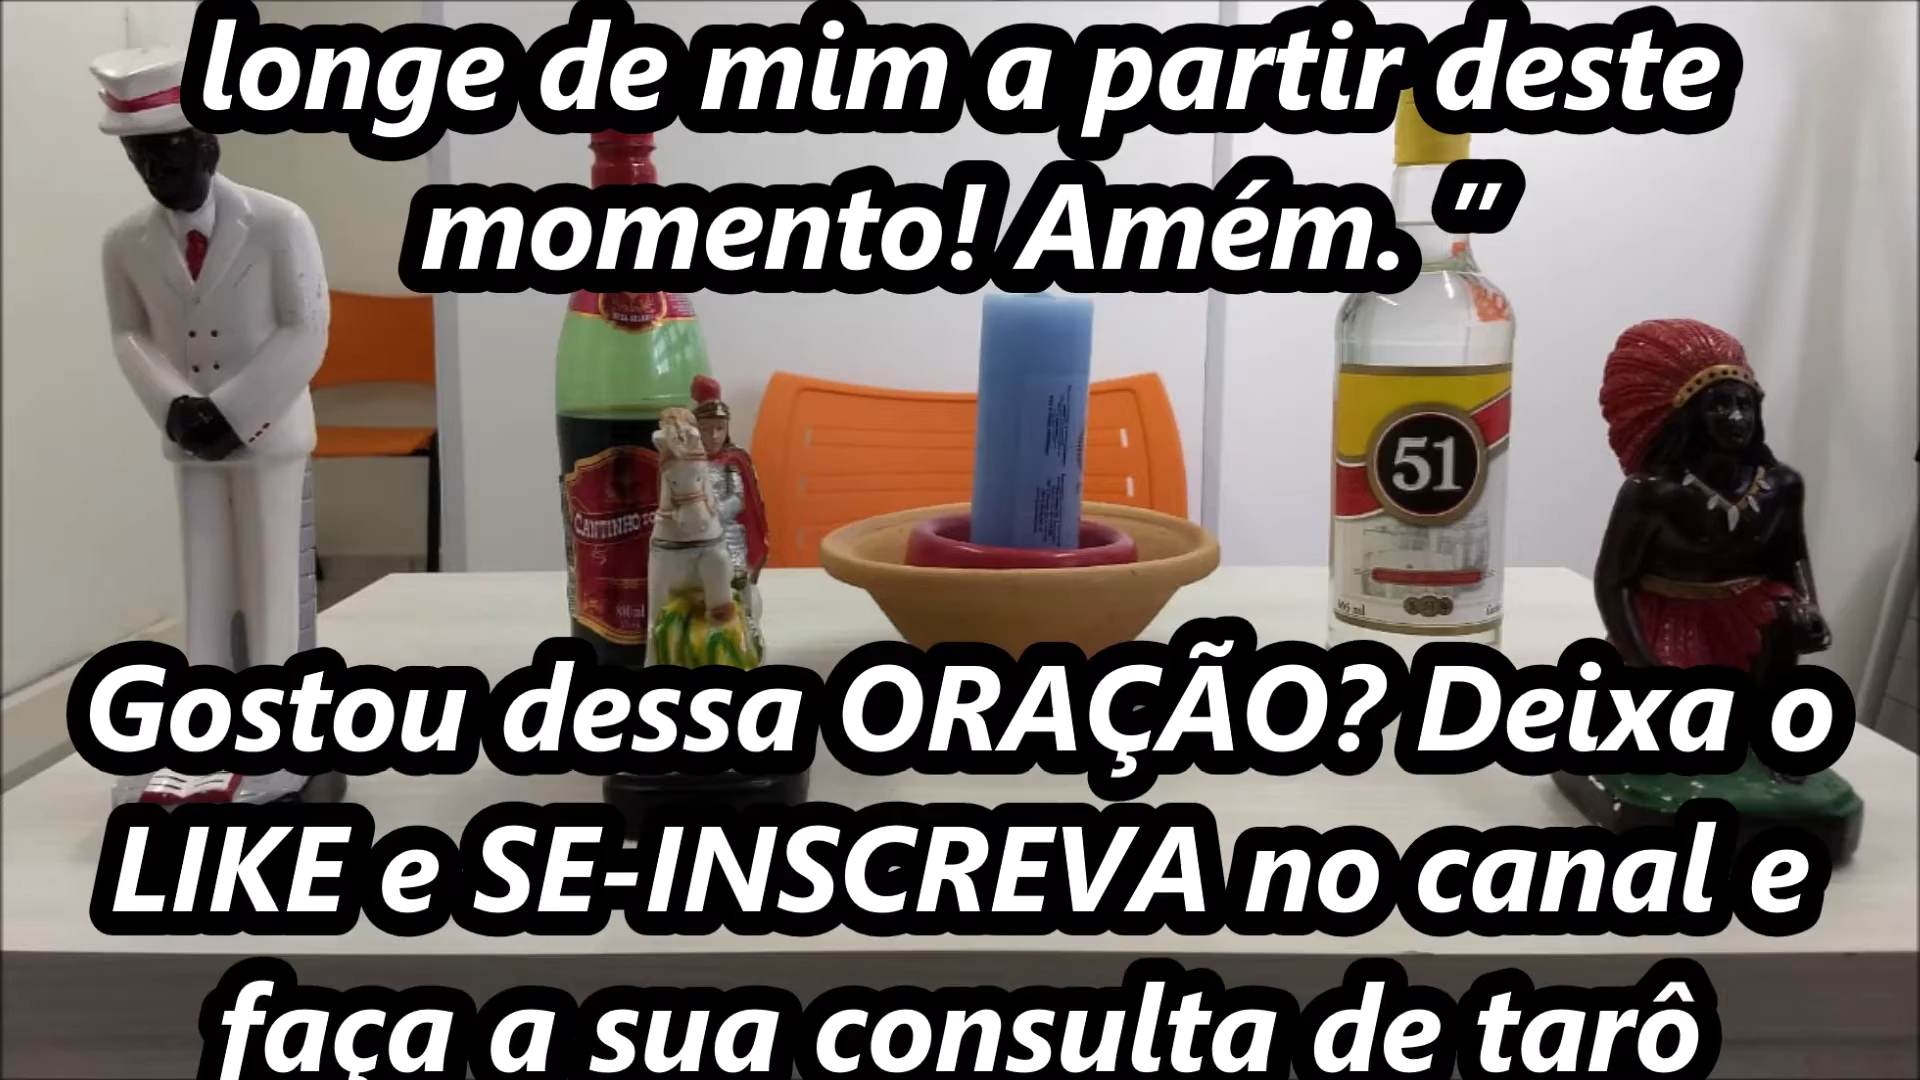 longe de mim a partir deste
momento! Amém. ”
CANTINHO
51
Gostou dessa ORAÇÃO? Deixa o
LIKE e SE-INSCREVA no canal e
faça a sua consulta de tarô